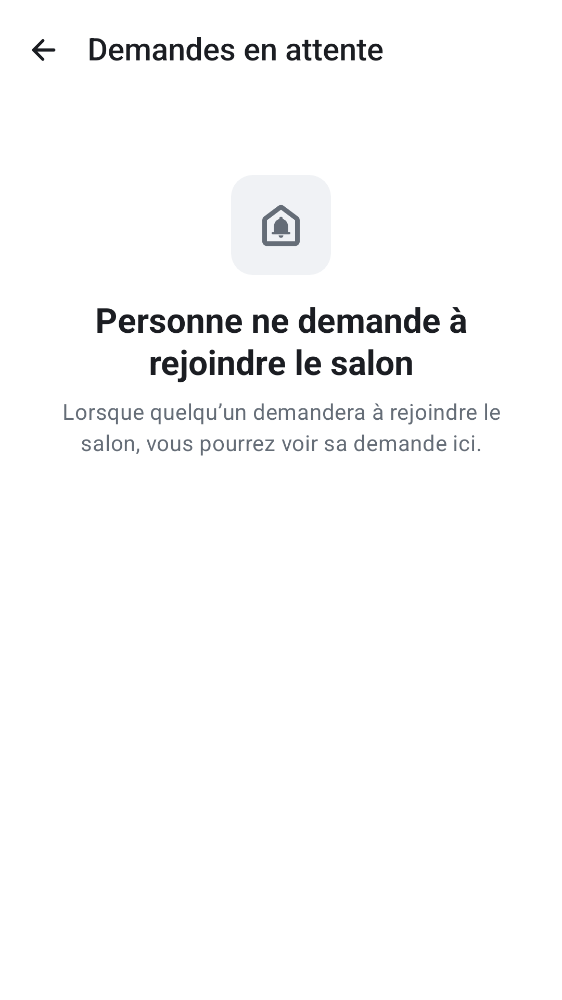 Demandes en attente
Personne ne demande à
rejoindre le salon
Lorsque quelqu’un demandera à rejoindre le
salon, vous pourrez voir sa demande ici.